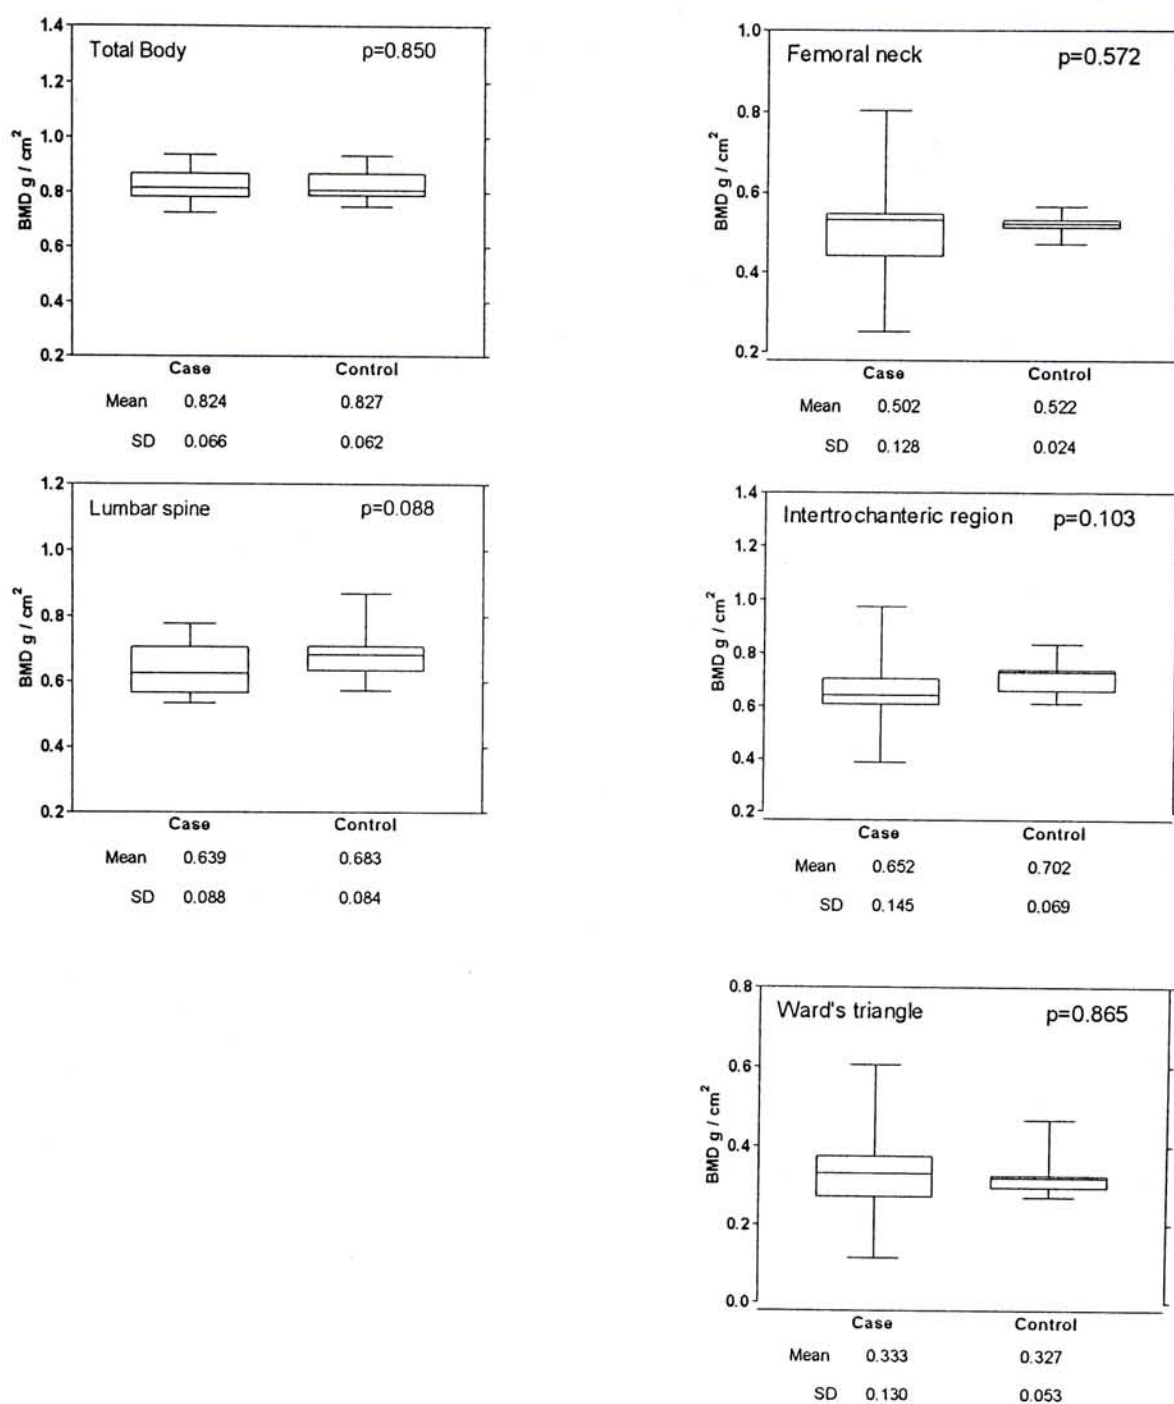 Total Body p=0.850
BMD g / cm²
1.4
1.2
1.0
0.8
0.6
0.4
0.2
Case Control
Mean 0.824 0.827
SD 0.066 0.062
Lumbar spine p=0.088
BMD g / cm²
1.2
1.0
0.8
0.6
0.4
0.2
Case Control
Mean 0.639 0.683
SD 0.088 0.084
Femoral neck p=0.572
BMD g / cm²
1.0
0.8
0.6
0.4
0.2
Case Control
Mean 0.502 0.522
SD 0.128 0.024
Intertrochanteric region p=0.103
BMD g / cm²
1.4
1.2
1.0
0.8
0.6
0.4
0.2
Case Control
Mean 0.652 0.702
SD 0.145 0.069
Ward's triangle p=0.865
BMD g / cm²
0.8
0.6
0.4
0.2
0.0
Case Control
Mean 0.333 0.327
SD 0.130 0.053